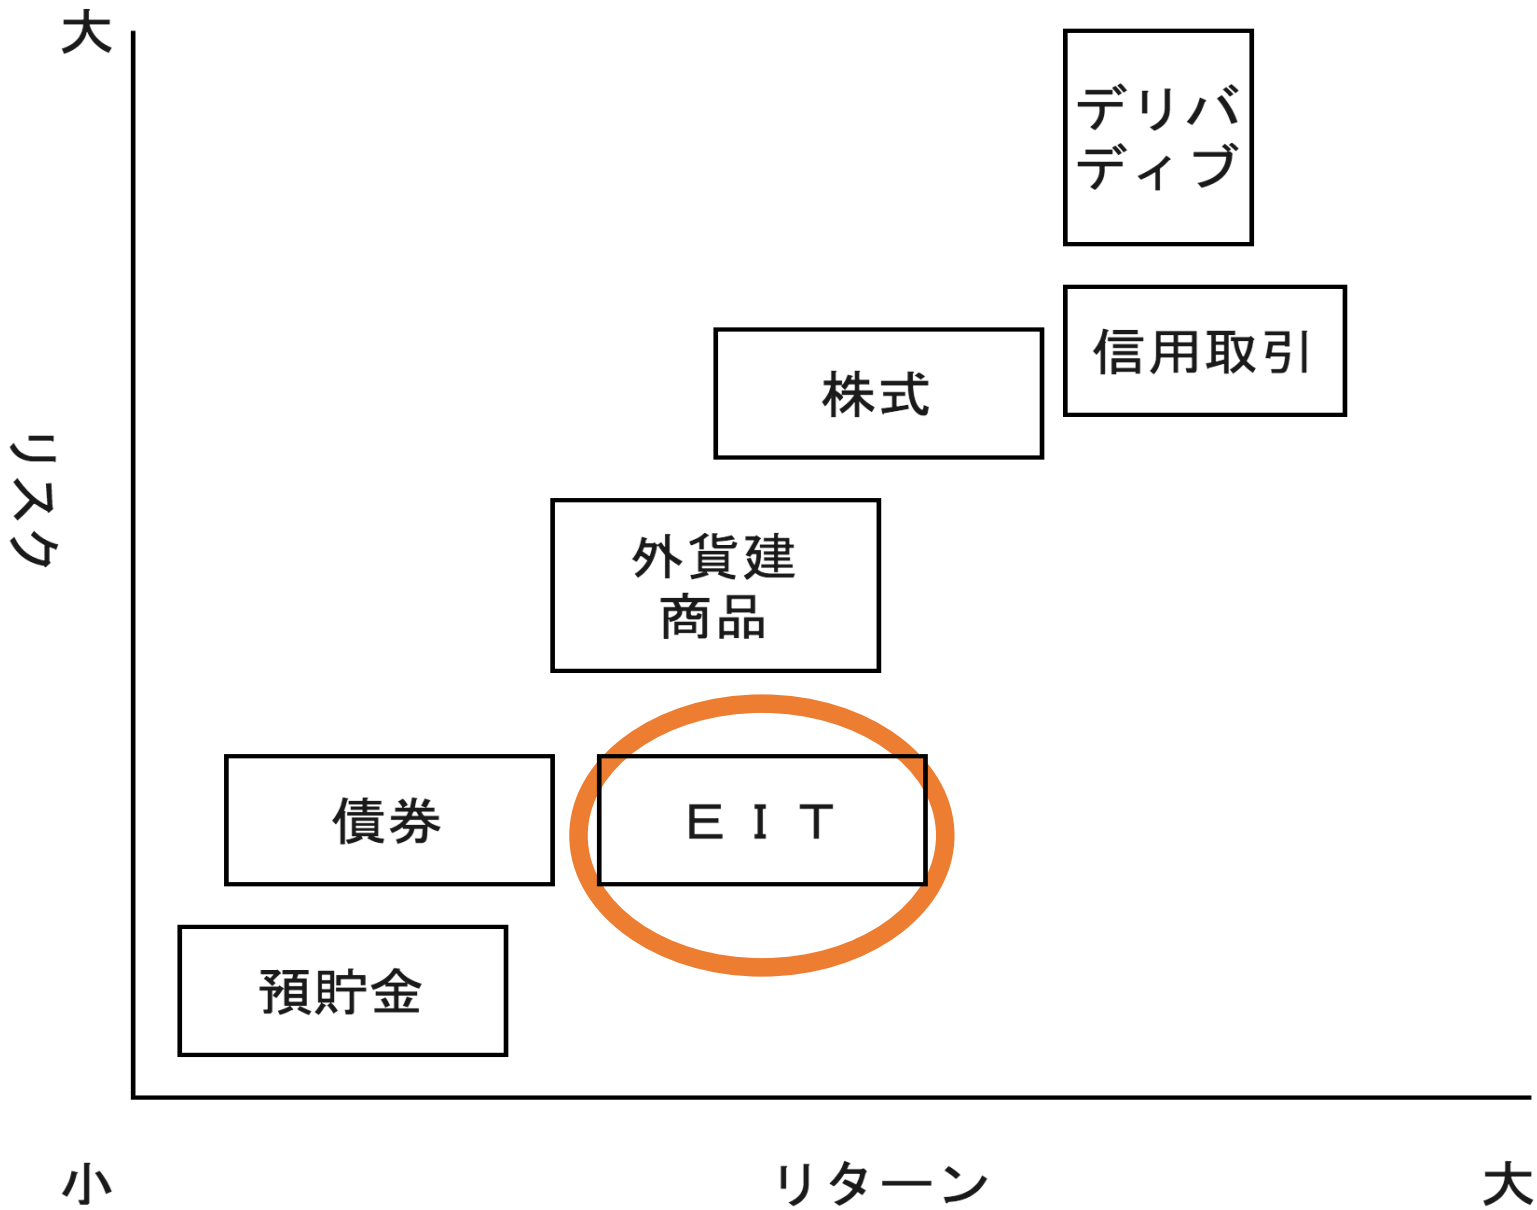 大
デリバ
ディブ
信用取引
株式
リスク
外貨建
商品
債券
ＥＩＴ
預貯金
小
リターン
大